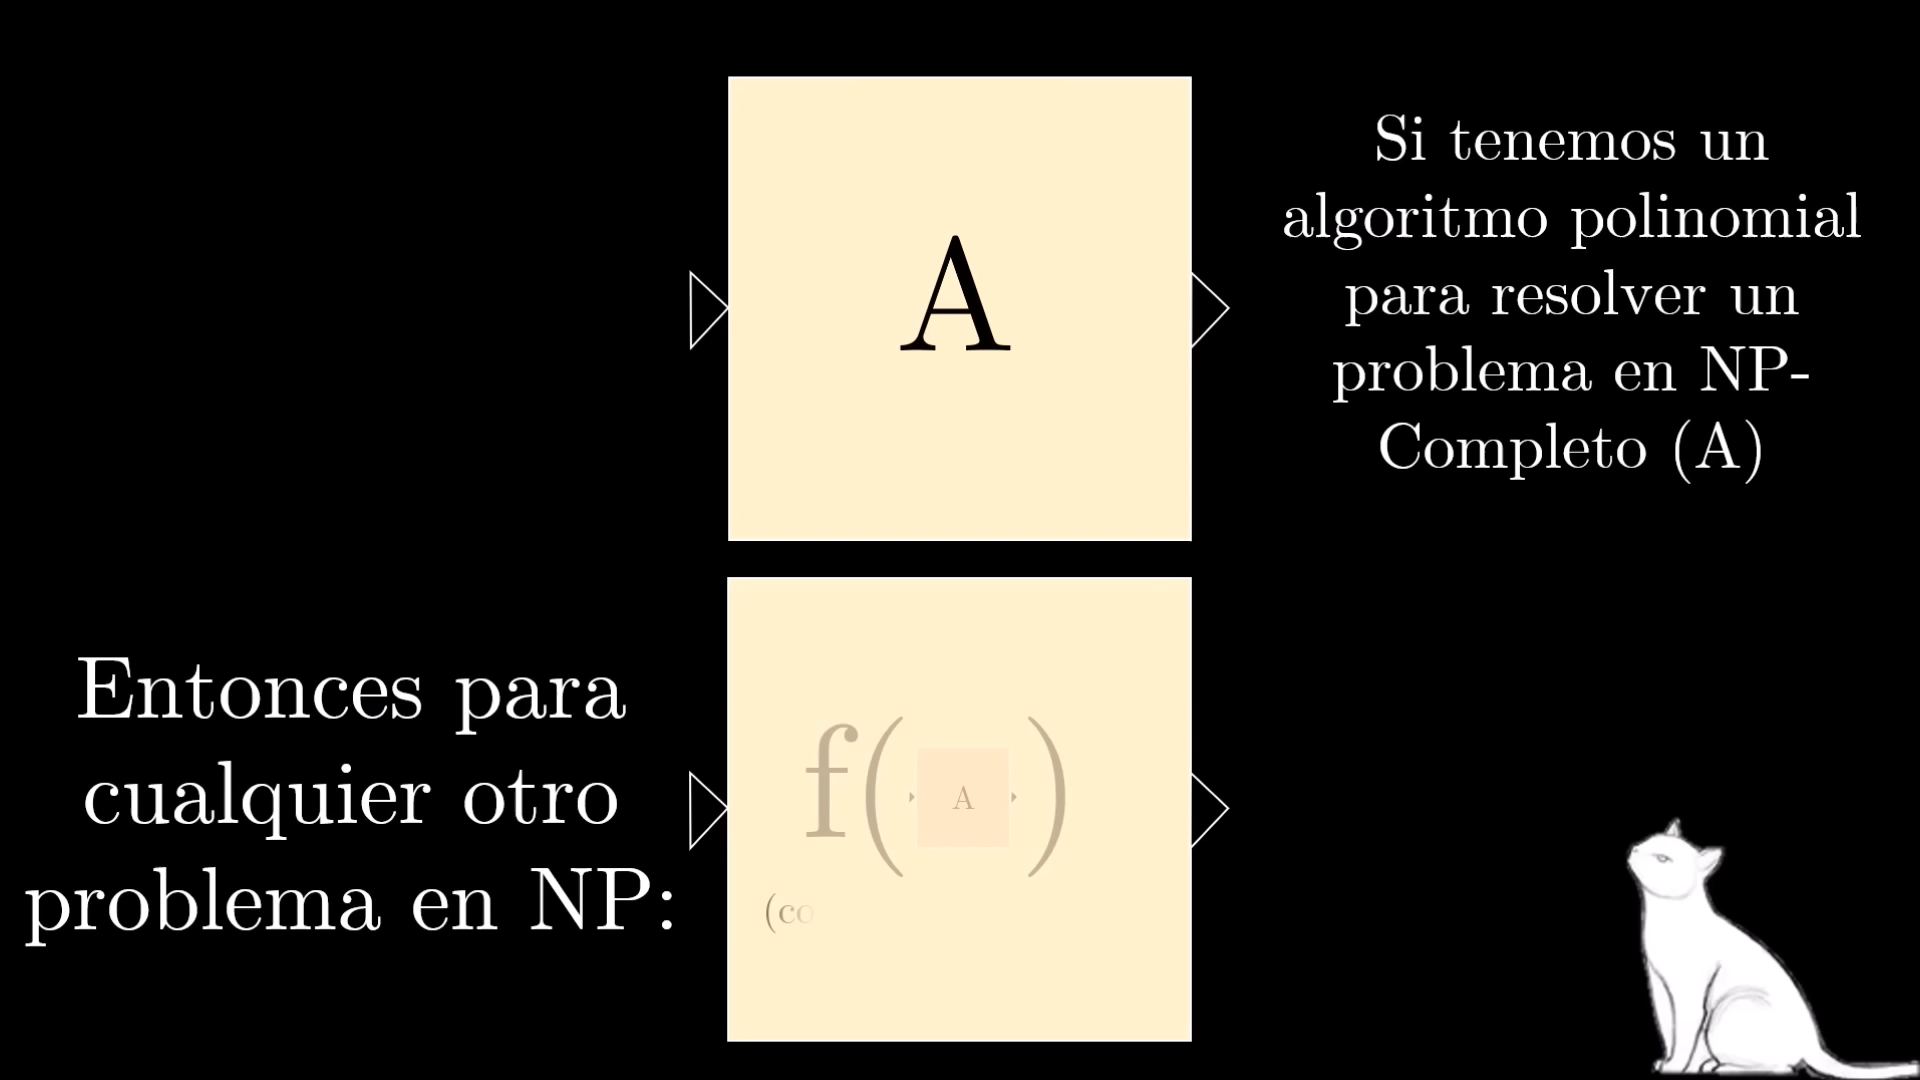 A
Si tenemos un
algoritmo polinomial
para resolver un
problema en NP-
Completo (A)
Entonces para
cualquier otro
problema en NP:
f( A )
(co